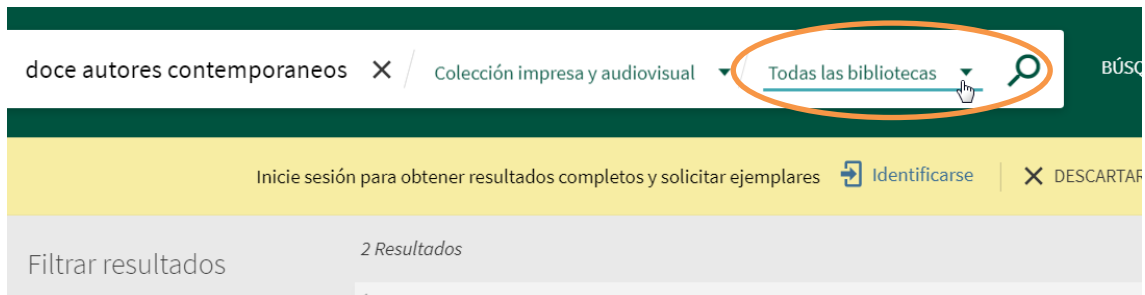 doce autores contemporaneos Colección impresa y audiovisual Todas las bibliotecas
Inicie sesión para obtener resultados completos y solicitar ejemplares Identificarse DESCARTAR
Filtrar resultados
2 Resultados